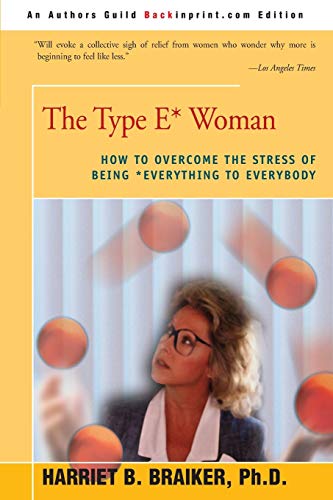 An Authors Guild Backinprint.com Edition
"Will evoke a collective sigh of relief from women who wonder why more is
beginning to feel like less."
—Los Angeles Times
The Type E* Woman
HOW TO OVERCOME THE STRESS OF
BEING *EVERYTHING TO EVERYBODY
HARRIET B. BRAIKER, Ph.D.